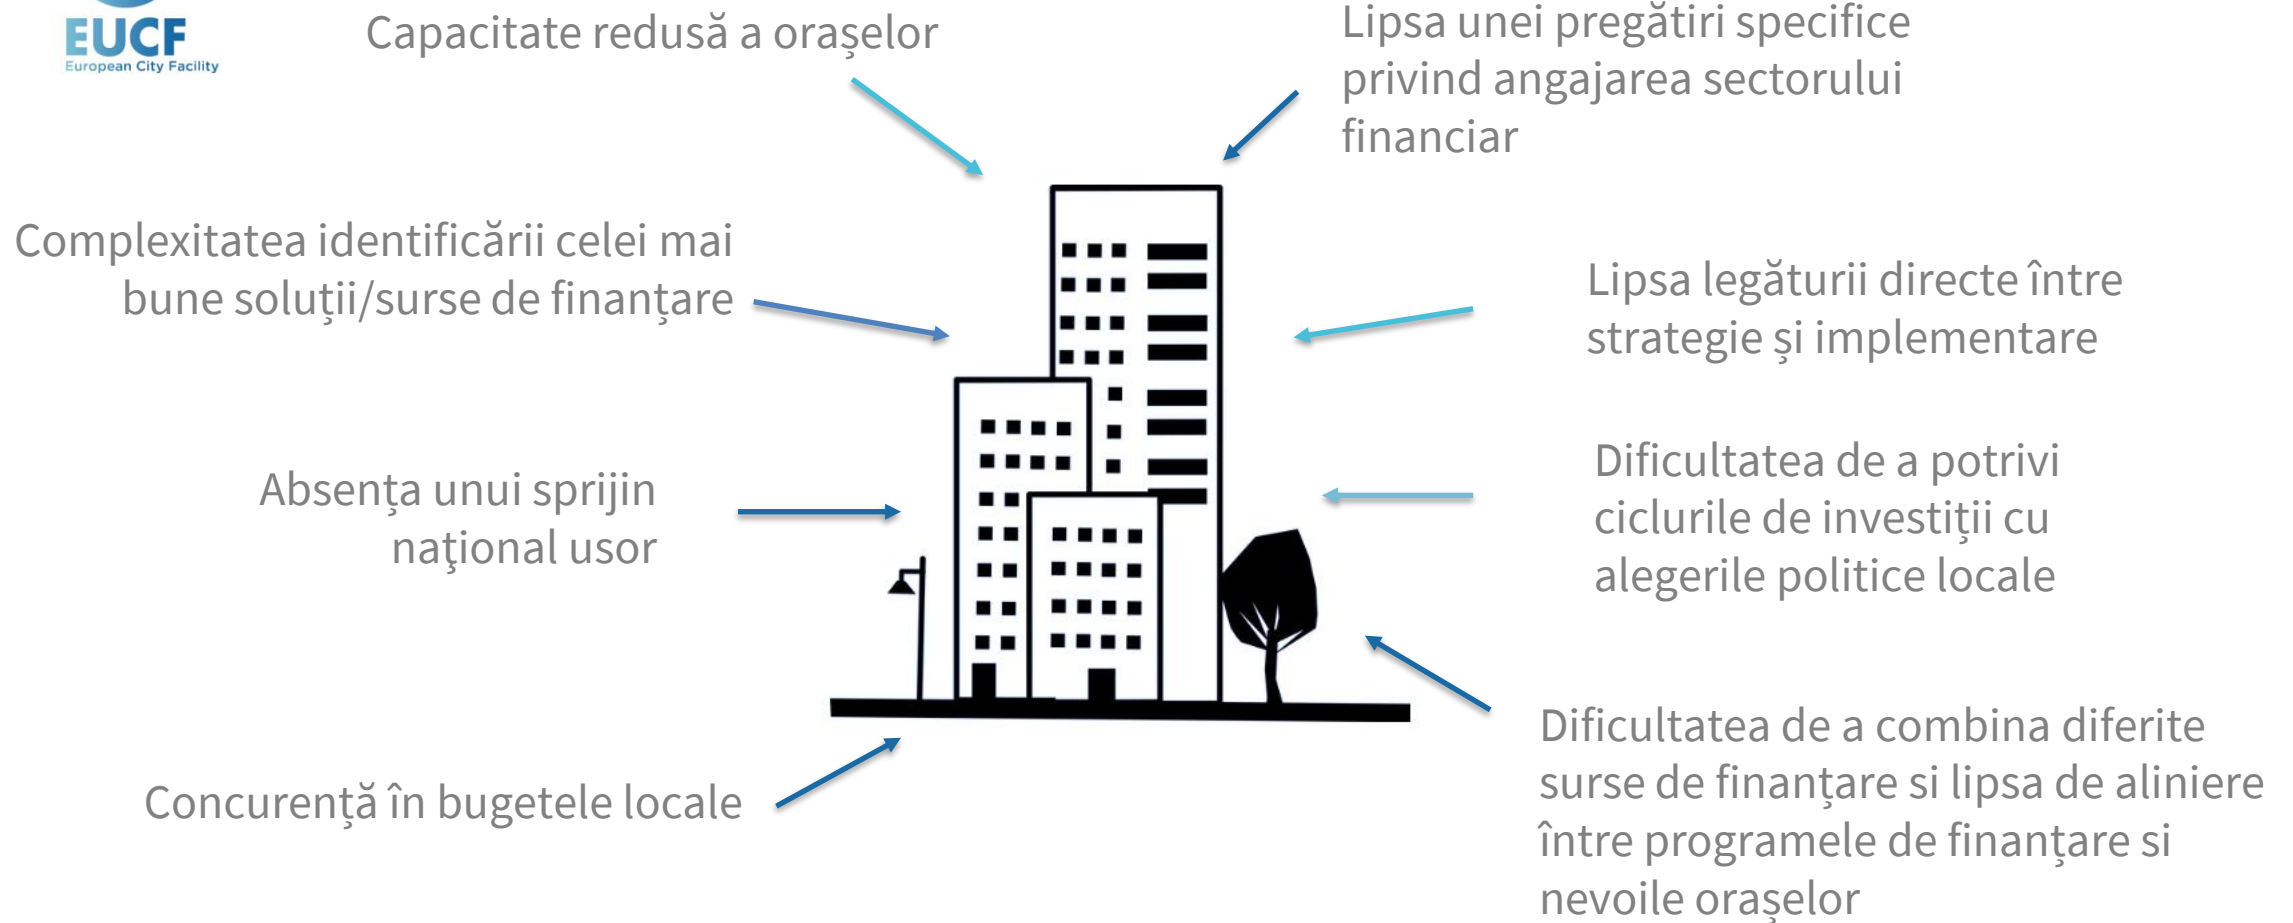 EUCF
European City Facility
Capacitate redusă a orașelor
Lipsa unei pregătiri specifice
privind angajarea sectorului
financiar
Complexitatea identificării celei mai
bune soluții/surse de finanțare
Lipsa legăturii directe între
strategie și implementare
Absența unui sprijin
naţional usor
Dificultatea de a potrivi
ciclurile de investiții cu
alegerile politice locale
Concurență în bugetele locale
Dificultatea de a combina diferite
surse de finanțare si lipsa de aliniere
între programele de finanțare si
nevoile orașelor